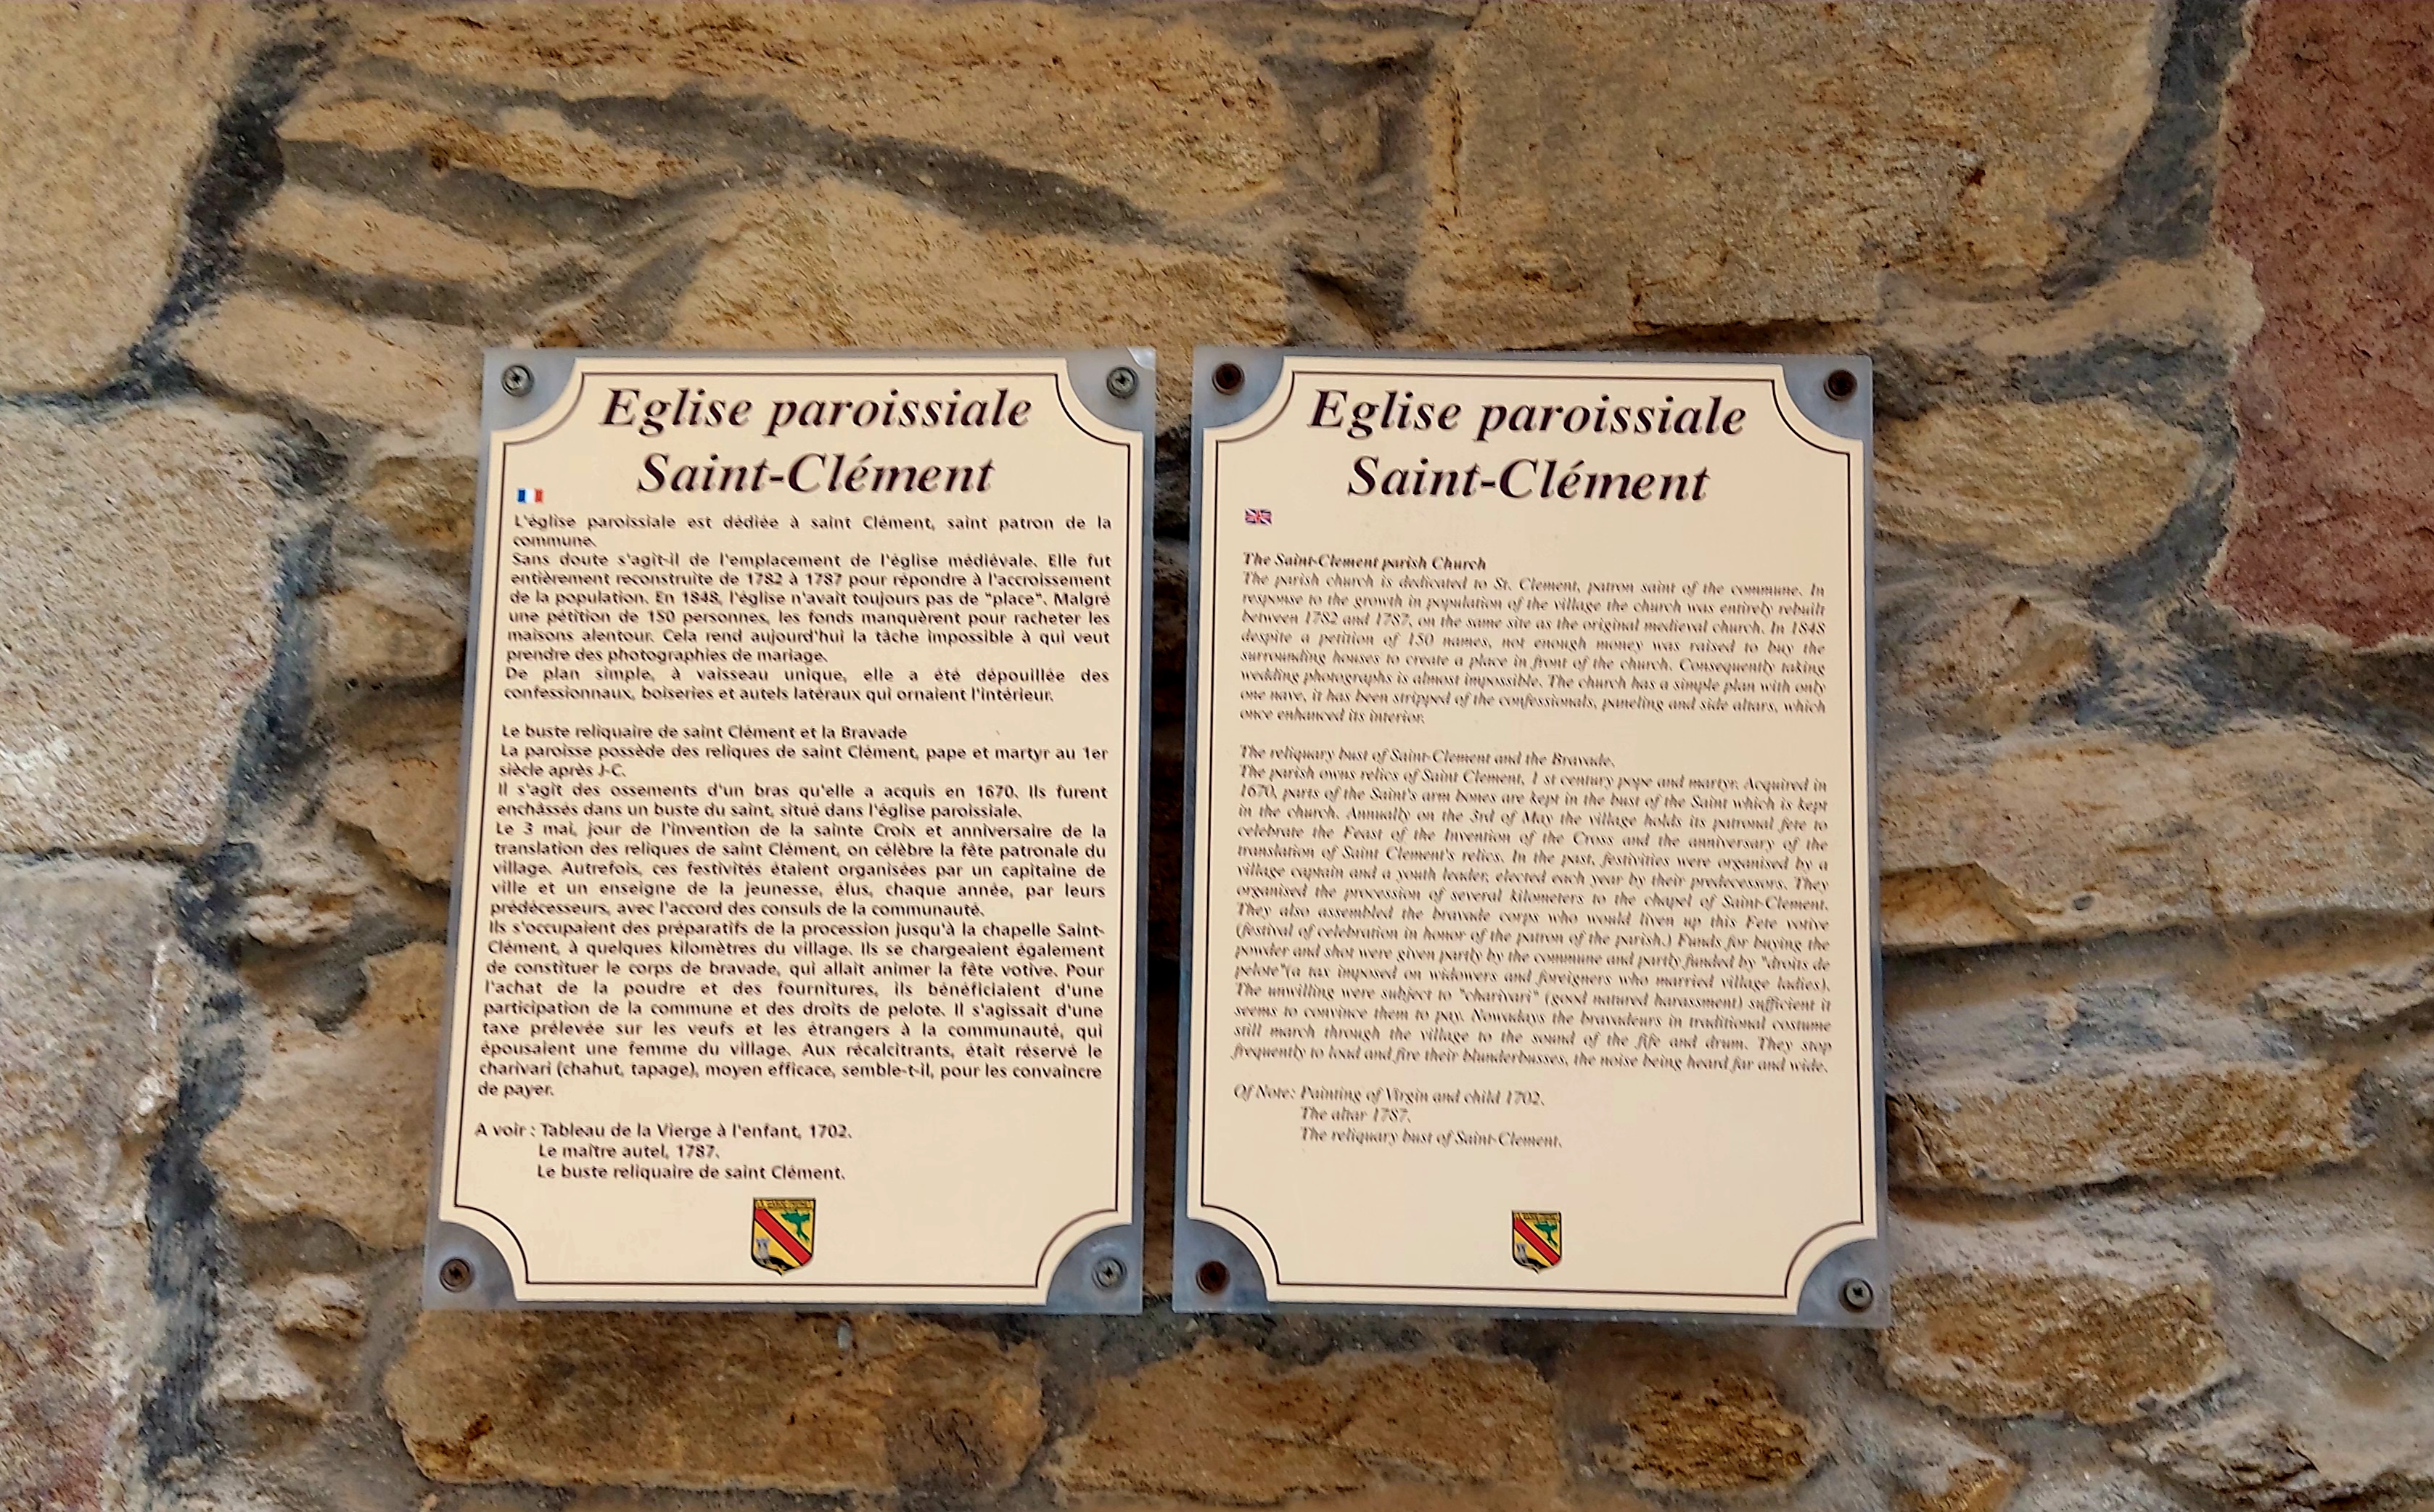 Eglise paroissiale
Saint-Clément
L'église paroissiale est dédiée à saint Clément, saint patron de la
commune.
Sans doute s'agit-il de l'emplacement de l'église médiévale. Elle fut
entièrement reconstruite de 1782 à 1787 pour répondre à l'accroissement
de la population. En 1848, l'église n'avait toujours pas de "place". Malgré
une pétition de 150 personnes, les fonds manquèrent pour racheter les
maisons alentour. Cela rend aujourd'hui la tâche impossible à qui veut
prendre des photographies de mariage.
De plan simple, à vaisseau unique, elle a été dépouillée des
confessionnaux, boiseries et autels latéraux qui ornaient l'intérieur.
Le buste reliquaire de saint Clément et la Bravade
La paroisse possède des reliques de saint Clément, pape et martyr au 1er
siècle après J-C.
Il s'agit des ossements d'un bras qu'elle a acquis en 1670. Ils furent
enchâssés dans un buste du saint, situé dans l'église paroissiale.
Le 3 mai, jour de l'invention de la sainte Croix et anniversaire de la
translation des reliques de saint Clément, on célèbre la fête patronale du
village. Autrefois, ces festivités étaient organisées par un capitaine de
ville et un enseigne de la jeunesse, élus, chaque année, par leurs
prédécesseurs, avec l'accord des consuls de la communauté.
Ils s'occupaient des préparatifs de la procession jusqu'à la chapelle Saint-
Clément, à quelques kilomètres du village. Ils se chargeaient également
de constituer le corps de bravade, qui allait animer la fête votive. Pour
l'achat de la poudre et des fournitures, ils bénéficiaient d'une
participation de la commune et des droits de pelote. Il s'agissait d'une
taxe prélevée sur les veufs et les étrangers à la communauté, qui
épousaient une femme du village. Aux récalcitrants, était réservé le
charivari (chahut, tapage), moyen efficace, semble-t-il, pour les convaincre
de payer.
A voir : Tableau de la Vierge à l'enfant, 1702.
Le maître autel, 1787.
Le buste reliquaire de saint Clément.
Eglise paroissiale
Saint-Clément
The Saint-Clement parish Church
The parish church is dedicated to St. Clement, patron saint of the commune. In
response to the growth in population of the village the church was entirely rebuilt
between 1782 and 1787, on the same site as the original medieval church. In 1848
despite a petition of 150 names, not enough money was raised to buy the
surrounding houses to create a place in front of the church. Consequently taking
wedding photographs is almost impossible. The church has a simple plan with only
one nave, it has been stripped of the confessionals, paneling and side altars, which
once enhanced its interior.
The reliquary bust of Saint-Clement and the Bravade.
The parish owns relics of Saint Clement, 1 st century pope and martyr. Acquired in
1670, parts of the Saint's arm bones are kept in the bust of the Saint which is kept
in the church. Annually on the 3rd of May the village holds its patronal fete to
celebrate the Feast of the Invention of the Cross and the anniversary of the
translation of Saint Clement's relics. In the past, festivities were organised by a
village captain and a youth leader, elected each year by their predecessors. They
organised the procession of several kilometers to the chapel of Saint-Clement.
They also assembled the bravade corps who would liven up this Fete votive
(festival of celebration in honor of the patron of the parish.) Funds for buying the
powder and shot were given partly by the commune and partly funded by "droits de
pelote"(a tax imposed on widowers and foreigners who married village ladies).
The unwilling were subject to "charivari" (good natured harassment) sufficient it
seems to convince them to pay. Nowadays the bravadeurs in traditional costume
still march through the village to the sound of the fife and drum. They stop
frequently to load and fire their blunderbusses, the noise being heard far and wide.
Of Note: Painting of Virgin and child 1702.
The altar 1787.
The reliquary bust of Saint-Clement.